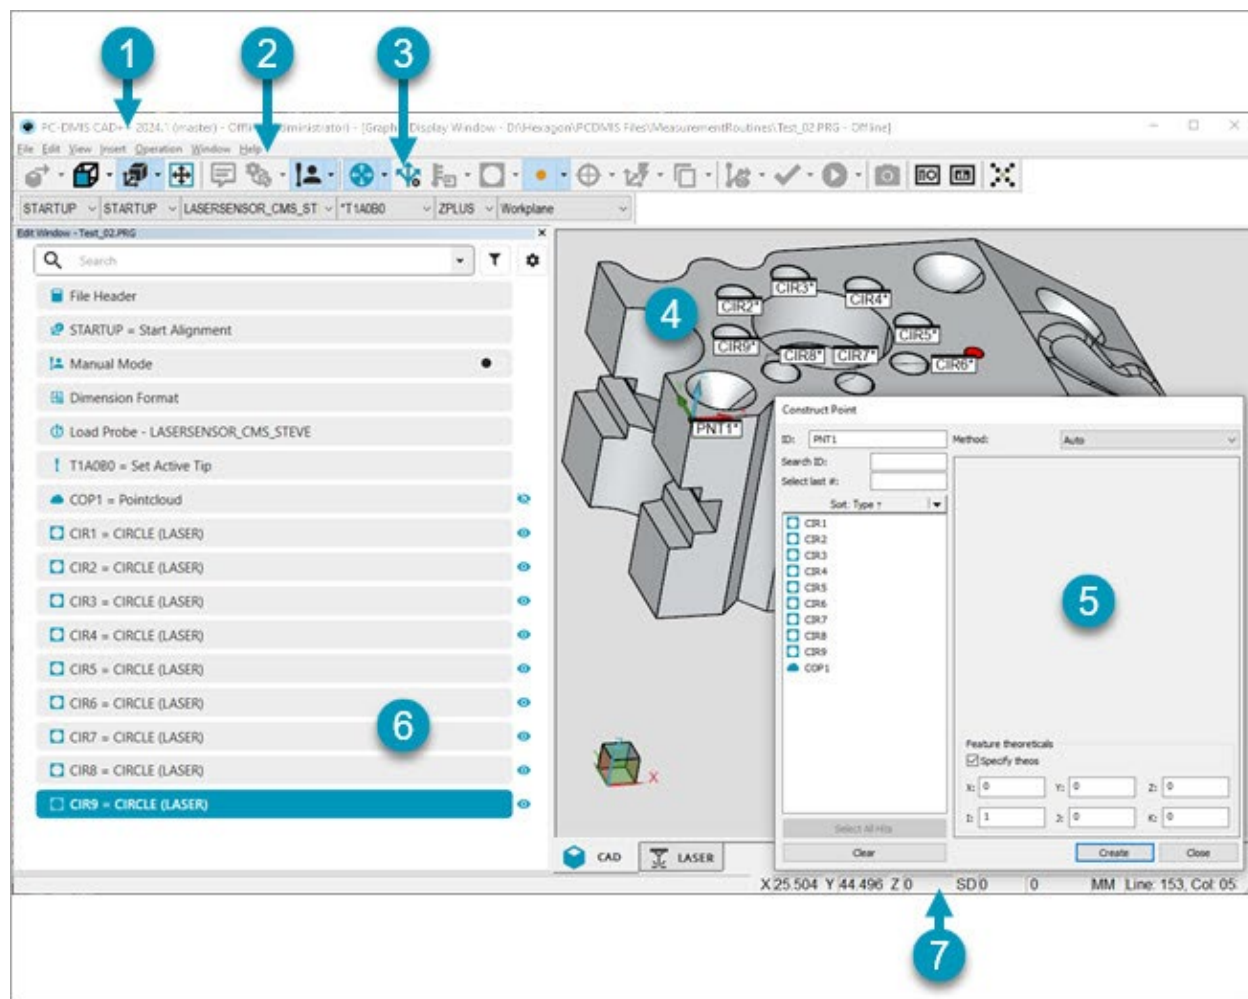 1
2
3
PC-DMIS CAD++ 2024.1 (master) - Offline (Administrator) - [Graphic Display Window - D:\Hexagon\PCDMIS Files\MeasurementRoutines\Test_02.PRG - Offline]
File Edit View Insert Operation Window Help
STARTUP STARTUP LASERSENSOR_CMS_ST *T1A0B0 ZPLUS Workplane
Edit Window - Test_02.PRG
Search
File Header
STARTUP = Start Alignment
Manual Mode
Dimension Format
Load Probe - LASERSENSOR_CMS_STEVE
T1A0B0 = Set Active Tip
COP1 = Pointcloud
CIR1 = CIRCLE (LASER)
CIR2 = CIRCLE (LASER)
CIR3 = CIRCLE (LASER)
CIR4 = CIRCLE (LASER)
CIR5 = CIRCLE (LASER)
CIR6 = CIRCLE (LASER)
CIR7 = CIRCLE (LASER)
CIR8 = CIRCLE (LASER)
CIR9 = CIRCLE (LASER)
6
4
CIR3*
CIR2*
CIR4*
CIR5*
CIR9*
CIR8*
CIR7*
CIR6*
PNT1*
X
Construct Point
ID: PNT1
Method: Auto
Search ID:
Select last #:
Sort: Type ↑
CIR1
CIR2
CIR3
CIR4
CIR5
CIR6
CIR7
CIR8
CIR9
COP1
5
Feature theoreticals
Specify theos
X: 0 Y: 0 Z: 0
I: 1 J: 0 K: 0
Select All Hits
Clear
Create
Close
CAD
LASER
X 25.504 Y 44.496 Z 0 SD 0 0 MM Line: 153, Col: 05
7